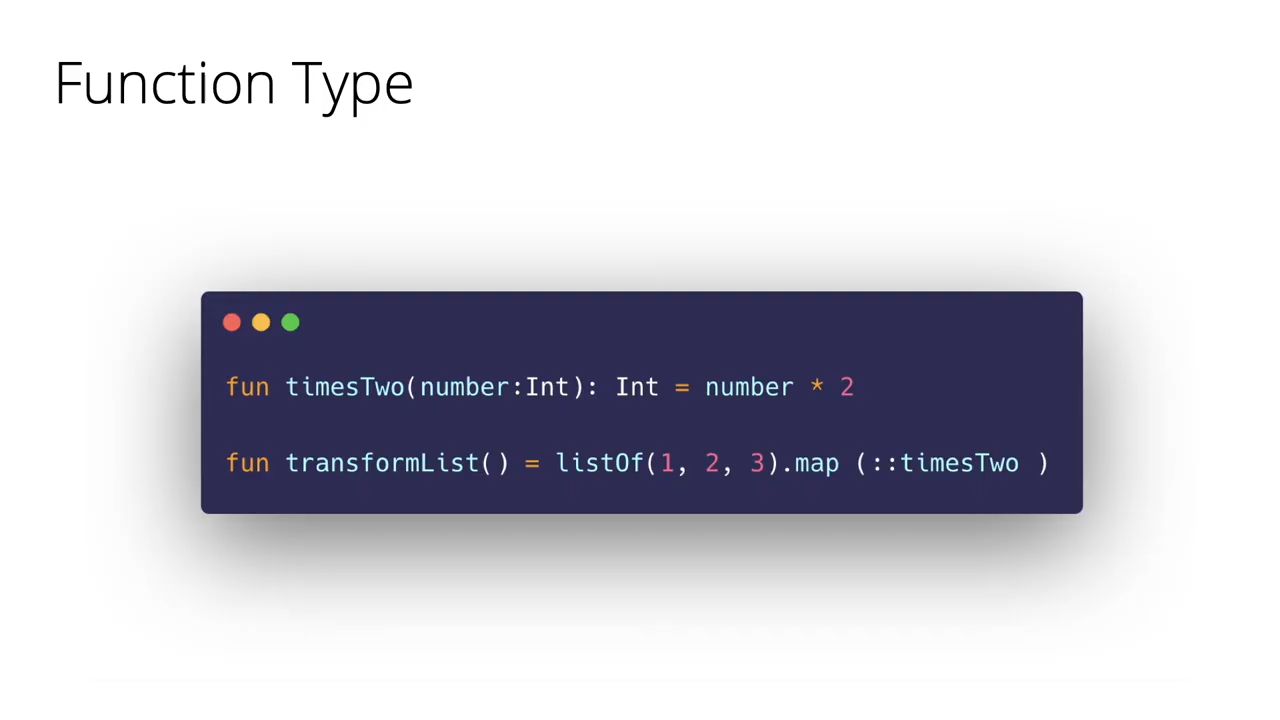 Function Type
fun timesTwo(number:Int): Int = number * 2
fun transformList() = listOf(1, 2, 3).map (::timesTwo )